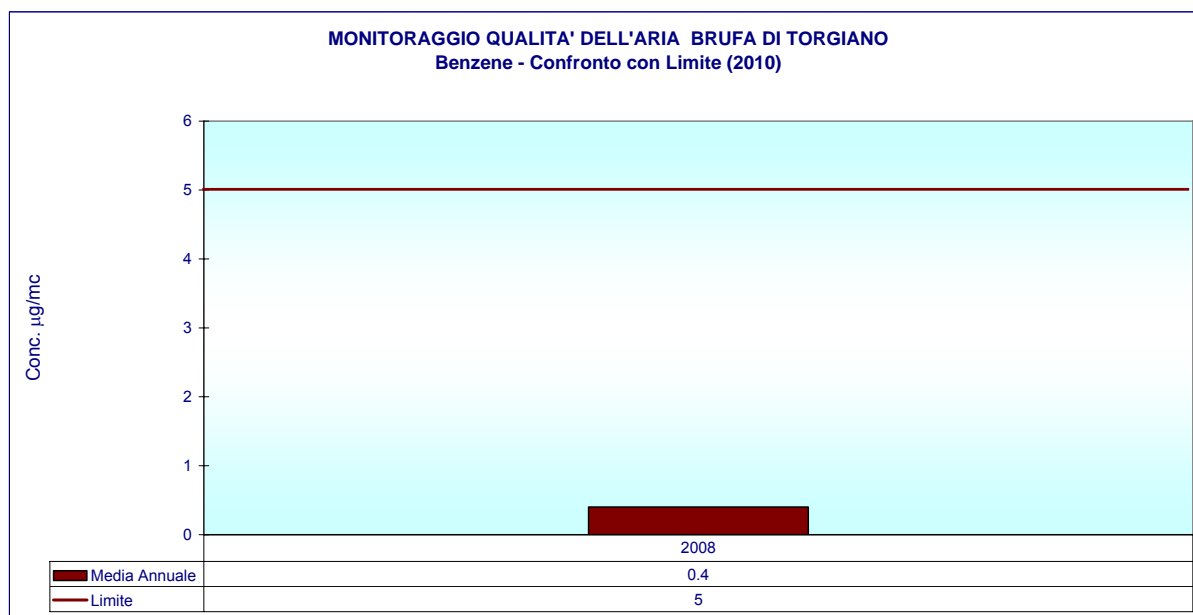 MONITORAGGIO QUALITA' DELL'ARIA  BRUFA DI TORGIANO
Benzene - Confronto con Limite (2010)
Conc. µg/mc
6
5
4
3
2
1
0
2008
Media Annuale 0.4
Limite 5